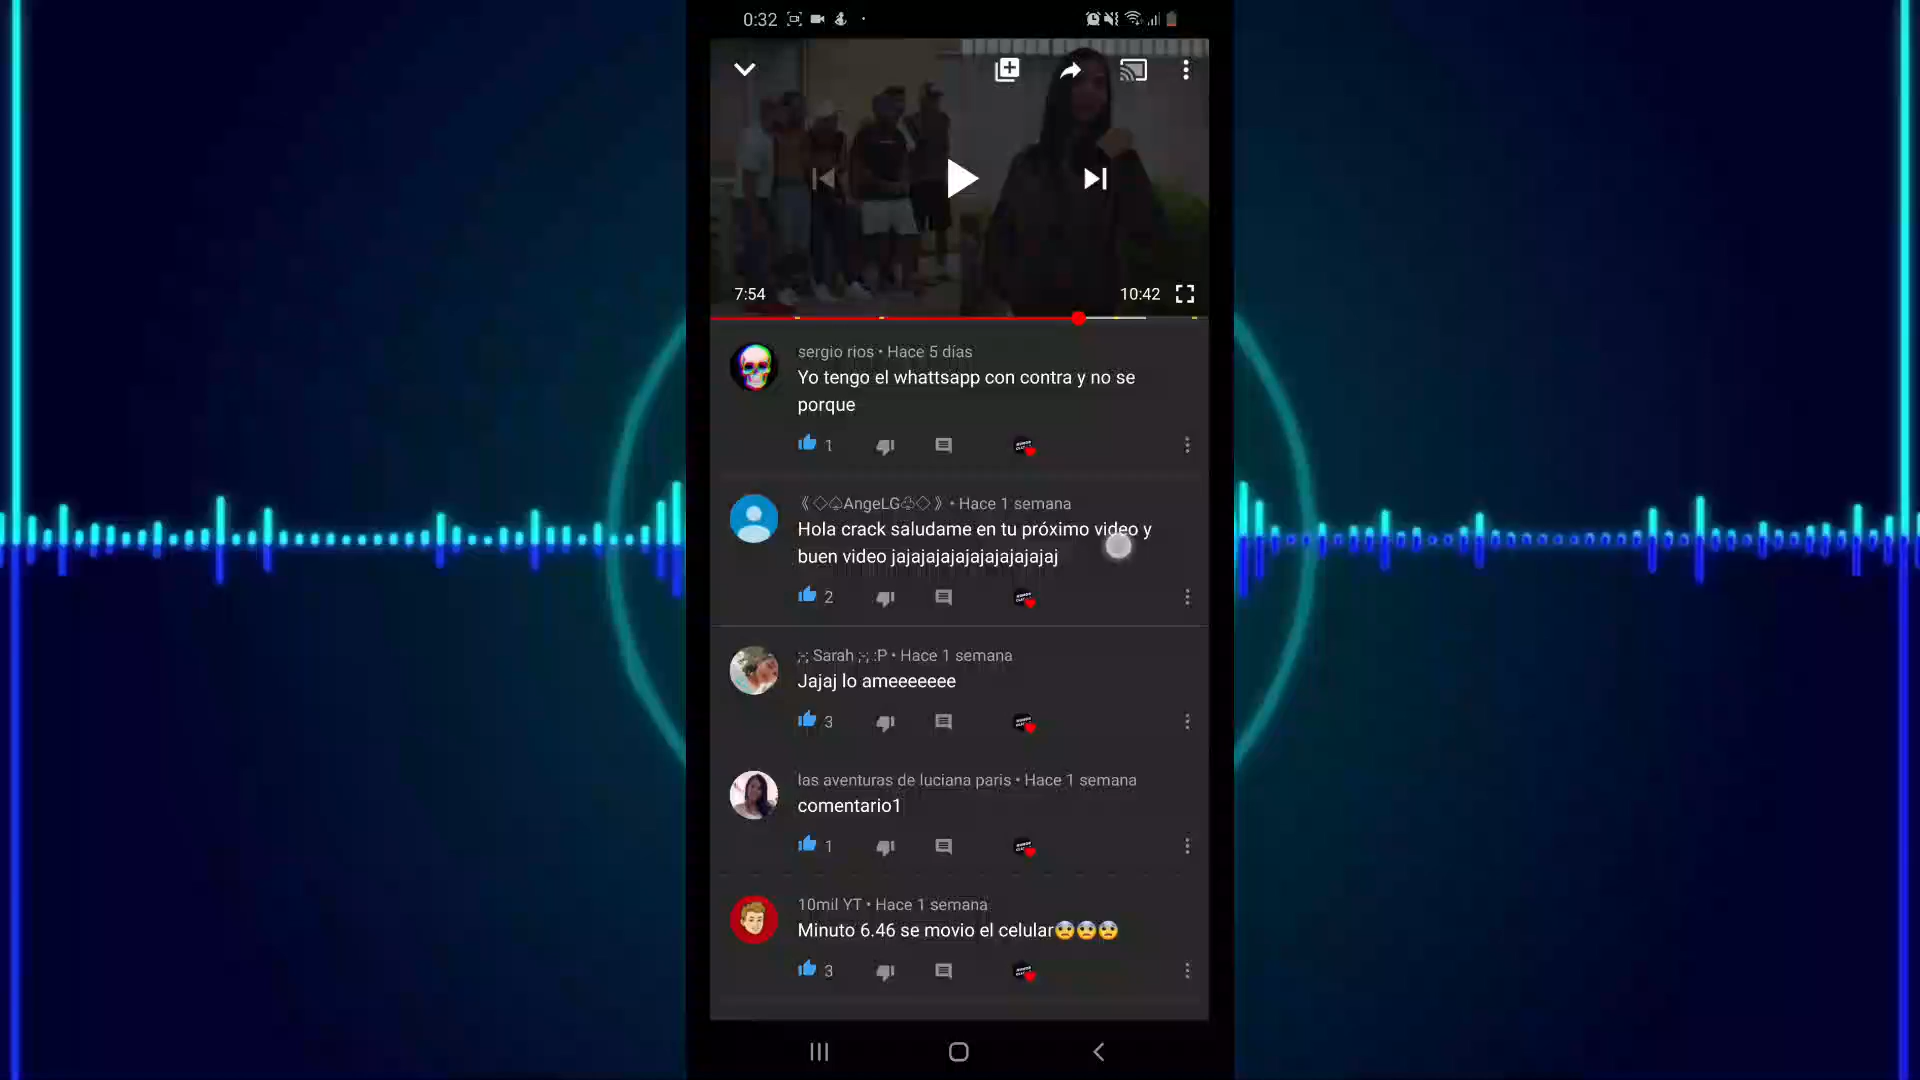 0:32
7:54
10:42
sergio rios • Hace 5 días
Yo tengo el whattsapp con contra y no se
porque
1
《◇♤AngeLG♧◇》 • Hace 1 semana
Hola crack saludame en tu próximo video y
buen video jajajajajajajajajajaj
2
Sarah :P • Hace 1 semana
Jajaj lo ameeeeeee
3
las aventuras de luciana paris • Hace 1 semana
comentario1
1
10mil YT • Hace 1 semana
Minuto 6.46 se movio el celular😨😨😨
3